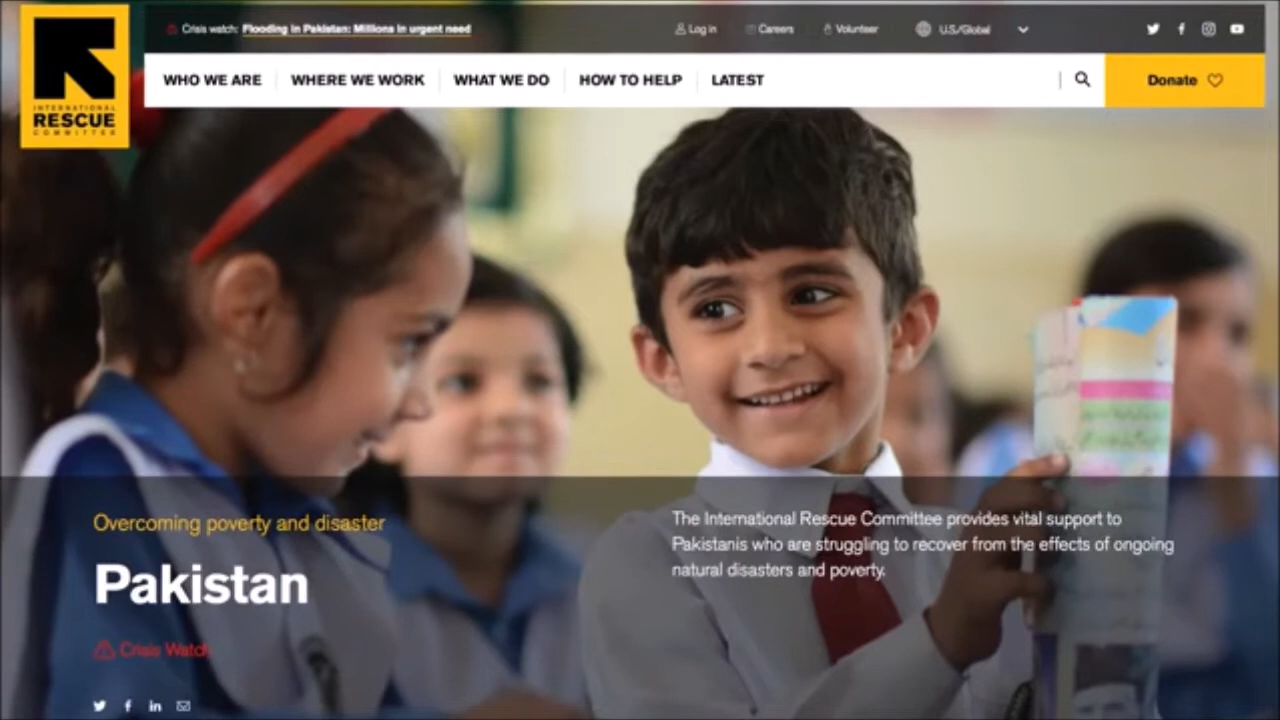 INTERNATIONAL
RESCUE
COMMITTEE
Crisis watch: Flooding in Pakistan: Millions in urgent need
Log in
Careers
Volunteer
U.S./Global
WHO WE ARE
WHERE WE WORK
WHAT WE DO
HOW TO HELP
LATEST
Donate
Overcoming poverty and disaster
Pakistan
Crisis Watch
The International Rescue Committee provides vital support to
Pakistanis who are struggling to recover from the effects of ongoing
natural disasters and poverty.